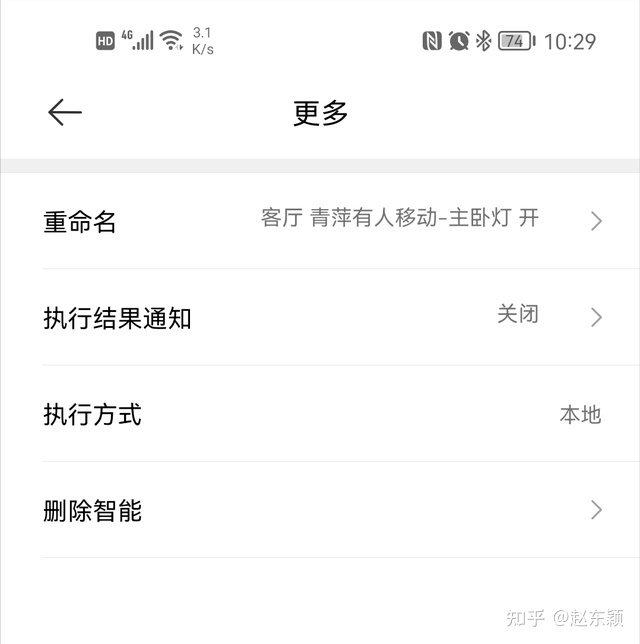 HD 4G 3.1 K/s 74 10:29
更多
重命名 客厅 青萍有人移动-主卧灯 开
执行结果通知 关闭
执行方式 本地
删除智能
知乎 @赵东颖